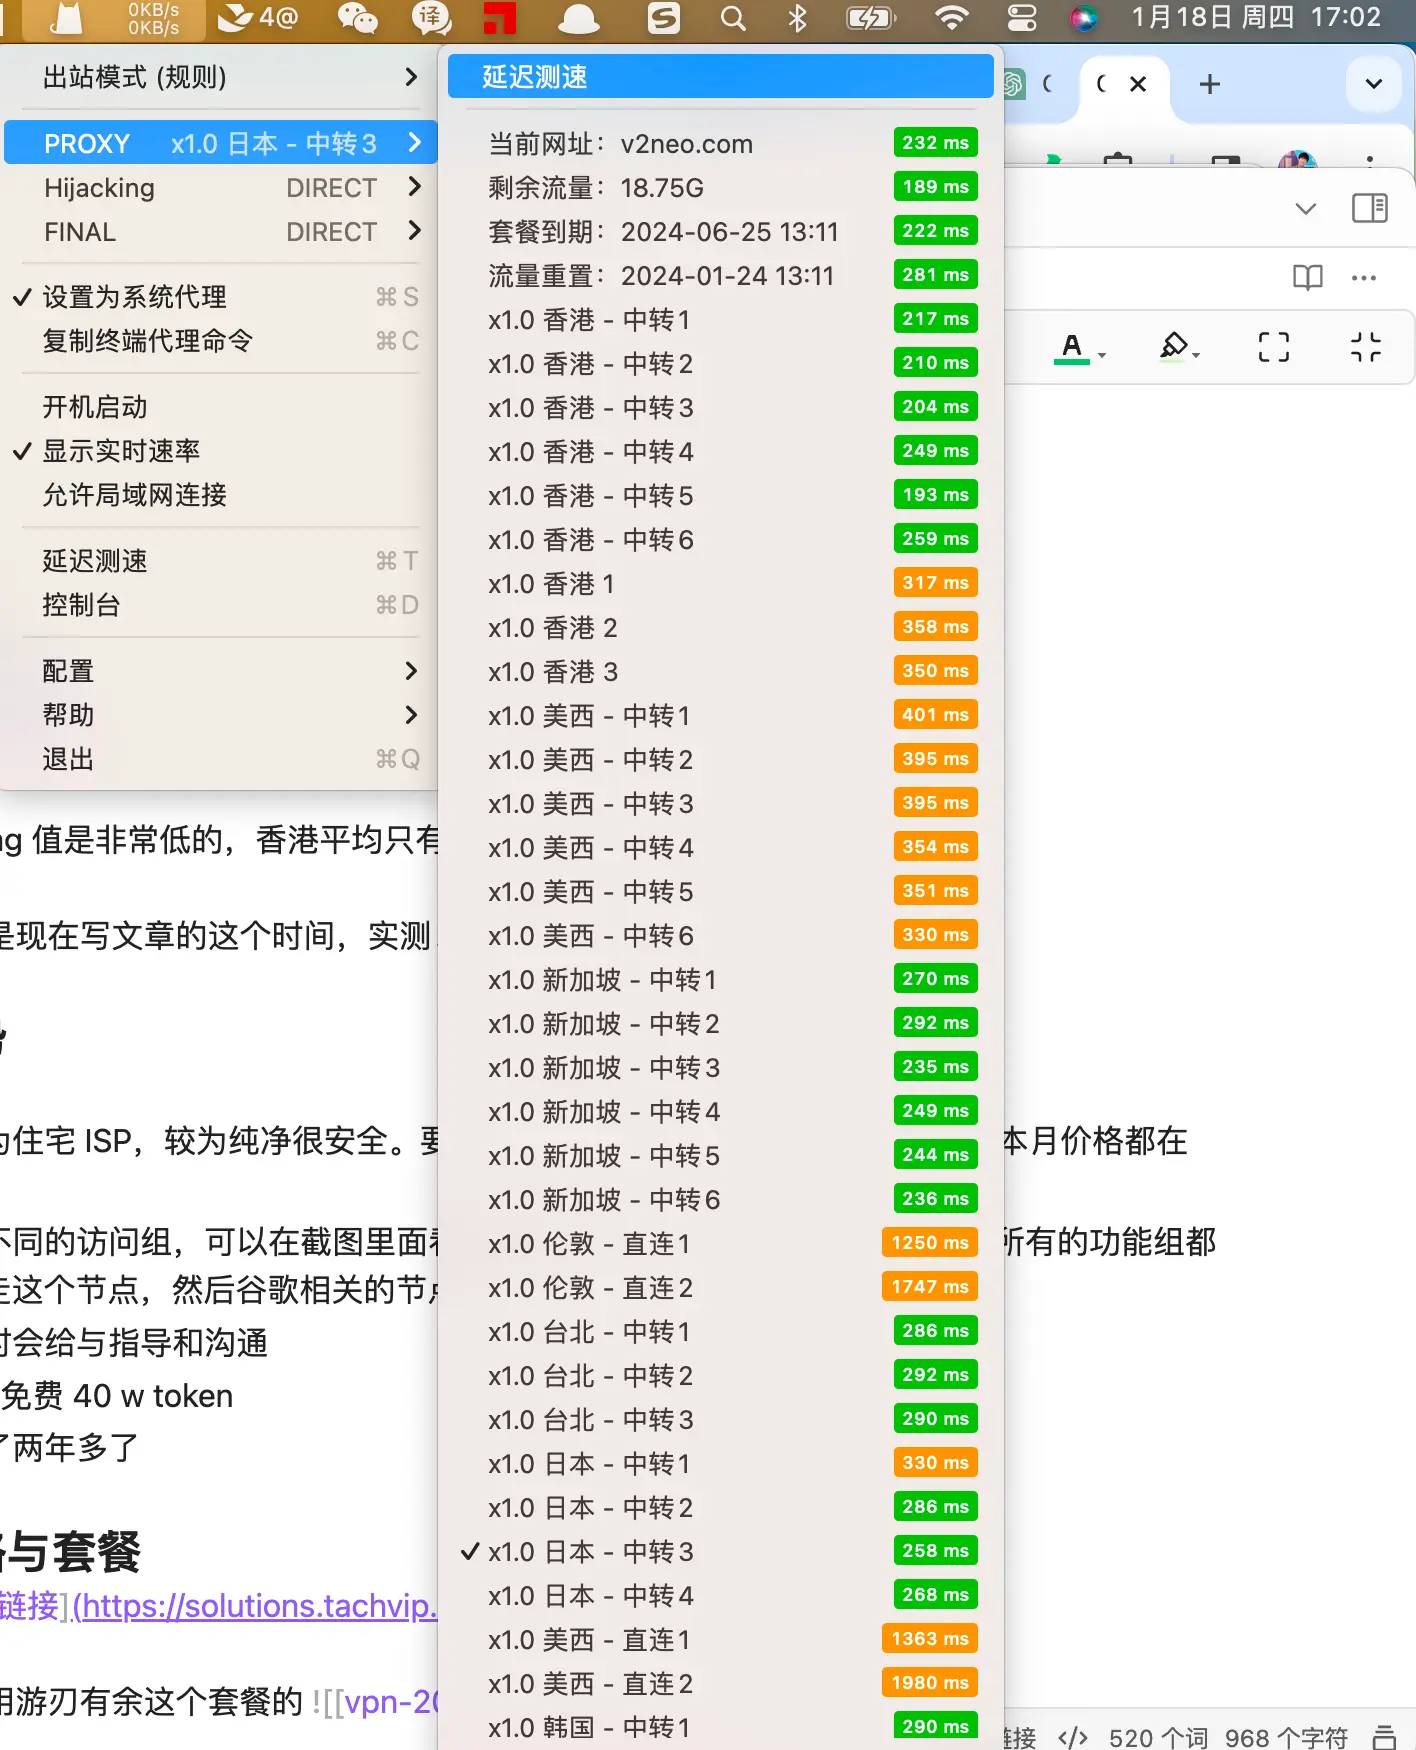 0KB/s
0KB/s
4@
译
S
1月18日 周四 17:02
出站模式 (规则)
PROXY x1.0 日本 - 中转3
Hijacking DIRECT
FINAL DIRECT
✓ 设置为系统代理 ⌘S
复制终端代理命令 ⌘C
开机启动
✓ 显示实时速率
允许局域网连接
延迟测速 ⌘T
控制台 ⌘D
配置
帮助
退出 ⌘Q
延迟测速
当前网址：v2neo.com 232 ms
剩余流量：18.75G 189 ms
套餐到期：2024-06-25 13:11 222 ms
流量重置：2024-01-24 13:11 281 ms
x1.0 香港 - 中转1 217 ms
x1.0 香港 - 中转2 210 ms
x1.0 香港 - 中转3 204 ms
x1.0 香港 - 中转4 249 ms
x1.0 香港 - 中转5 193 ms
x1.0 香港 - 中转6 259 ms
x1.0 香港 1 317 ms
x1.0 香港 2 358 ms
x1.0 香港 3 350 ms
x1.0 美西 - 中转1 401 ms
x1.0 美西 - 中转2 395 ms
x1.0 美西 - 中转3 395 ms
x1.0 美西 - 中转4 354 ms
x1.0 美西 - 中转5 351 ms
x1.0 美西 - 中转6 330 ms
x1.0 新加坡 - 中转1 270 ms
x1.0 新加坡 - 中转2 292 ms
x1.0 新加坡 - 中转3 235 ms
x1.0 新加坡 - 中转4 249 ms
x1.0 新加坡 - 中转5 244 ms
x1.0 新加坡 - 中转6 236 ms
x1.0 伦敦 - 直连1 1250 ms
x1.0 伦敦 - 直连2 1747 ms
x1.0 台北 - 中转1 286 ms
x1.0 台北 - 中转2 292 ms
x1.0 台北 - 中转3 290 ms
x1.0 日本 - 中转1 330 ms
x1.0 日本 - 中转2 286 ms
✓ x1.0 日本 - 中转3 258 ms
x1.0 日本 - 中转4 268 ms
x1.0 美西 - 直连1 1363 ms
x1.0 美西 - 直连2 1980 ms
x1.0 韩国 - 中转1 290 ms
A
ng 值是非常低的，香港平均只有
是现在写文章的这个时间，实测
为住宅 ISP，较为纯净很安全。要 本月价格都在
不同的访问组，可以在截图里面看 所有的功能组都
走这个节点，然后谷歌相关的节点
时会给与指导和沟通
免费 40 w token
了两年多了
格与套餐
链接](https://solutions.tachvip.
用游刃有余这个套餐的 ![[vpn-20
链接 </> 520 个词 968 个字符